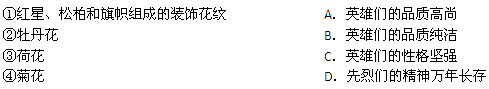 ①红星、松柏和旗帜组成的装饰花纹 A．英雄们的品质高尚
②牡丹花 B．英雄们的品质纯洁
③荷花 C．英雄们的性格坚强
④菊花 D．先烈们的精神万年长存